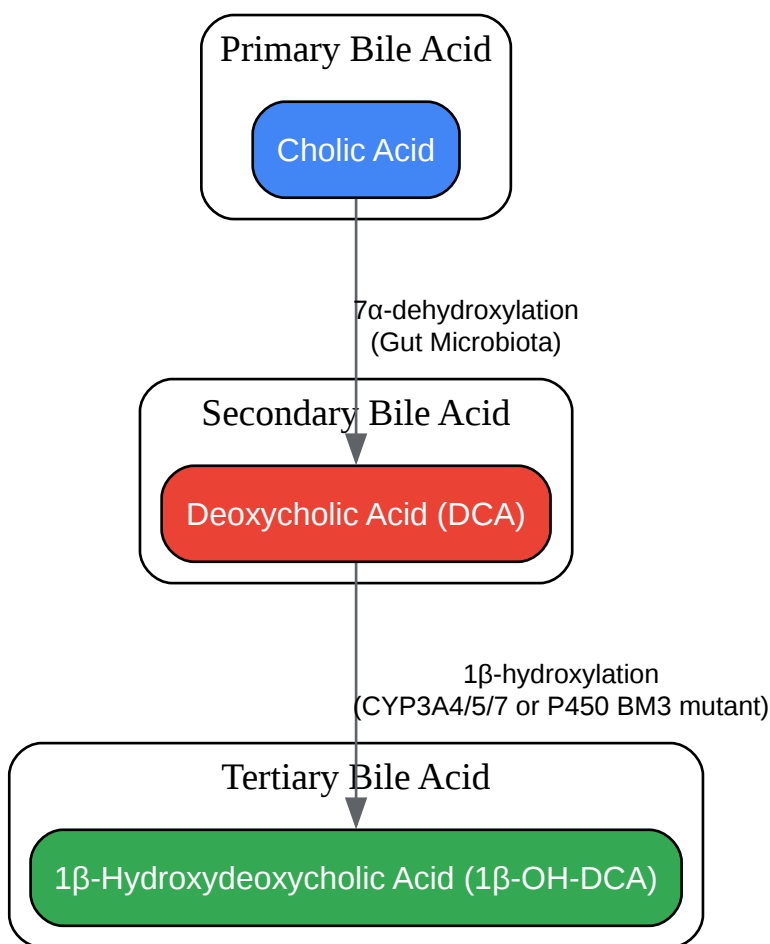 Primary Bile Acid
Cholic Acid
7α-dehydroxylation
(Gut Microbiota)
Secondary Bile Acid
Deoxycholic Acid (DCA)
1β-hydroxylation
(CYP3A4/5/7 or P450 BM3 mutant)
Tertiary Bile Acid
1β-Hydroxydeoxycholic Acid (1β-OH-DCA)